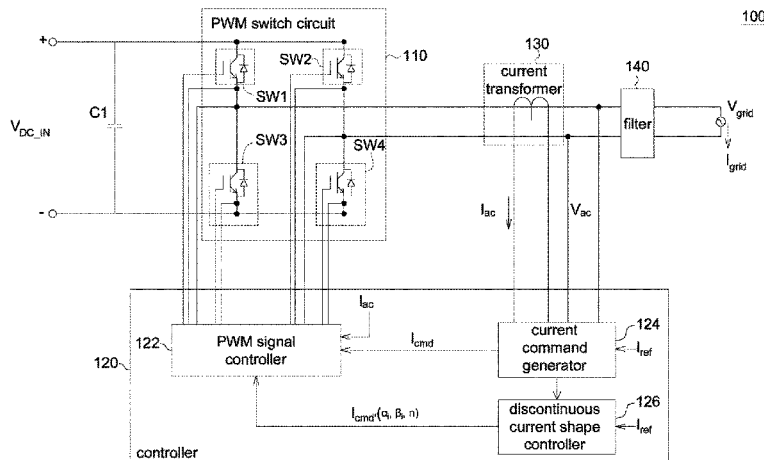 100
PWM switch circuit
110
+
SW2
SW1
C1
V_DC_iN
-
SW3
SW4
130
current
transformer
140
filter
V_grid
I_grid
I_ac
V_ac
120
122
PWM signal
controller
I_ac
I_cmd
current
command
generator
124
I_ref
I_cmd'(α_i, β_i, n)
discontinuous
current shape
controller
126
I_ref
controller